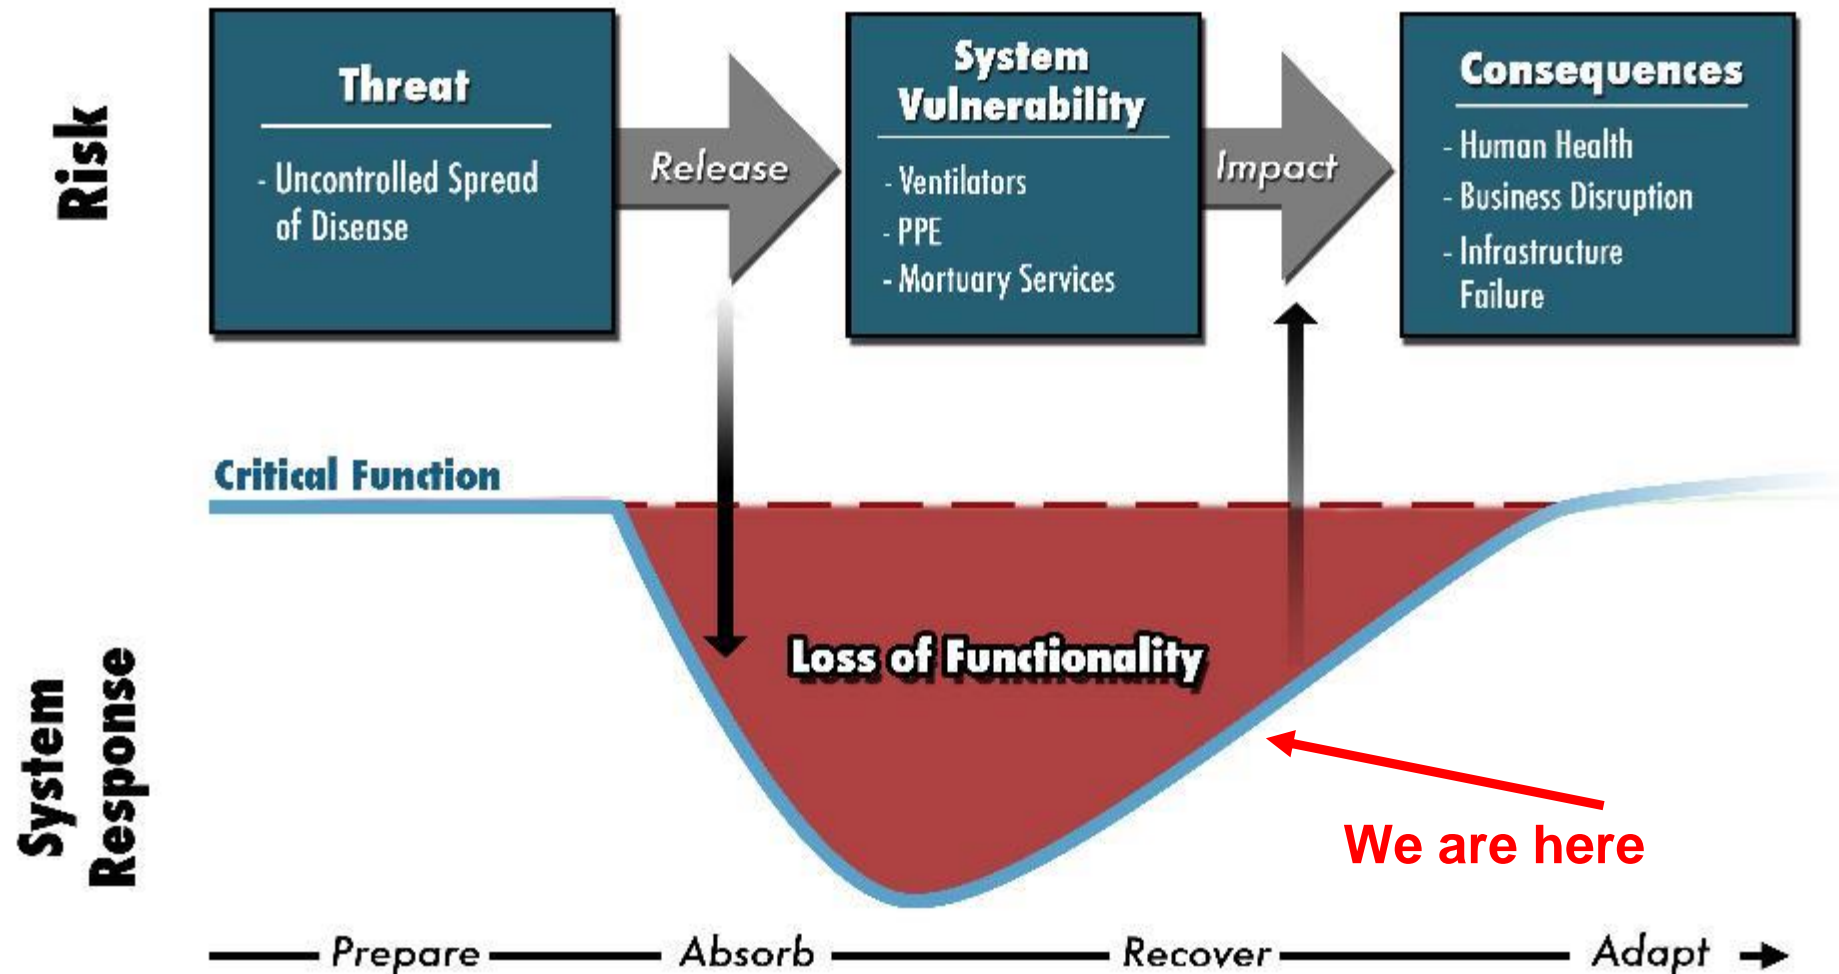 Risk
Threat
- Uncontrolled Spread
of Disease
Release
System
Vulnerability
- Ventilators
- PPE
- Mortuary Services
Impact
Consequences
- Human Health
- Business Disruption
- Infrastructure
Failure
System
Response
Critical Function
Loss of Functionality
We are here
Prepare
Absorb
Recover
Adapt